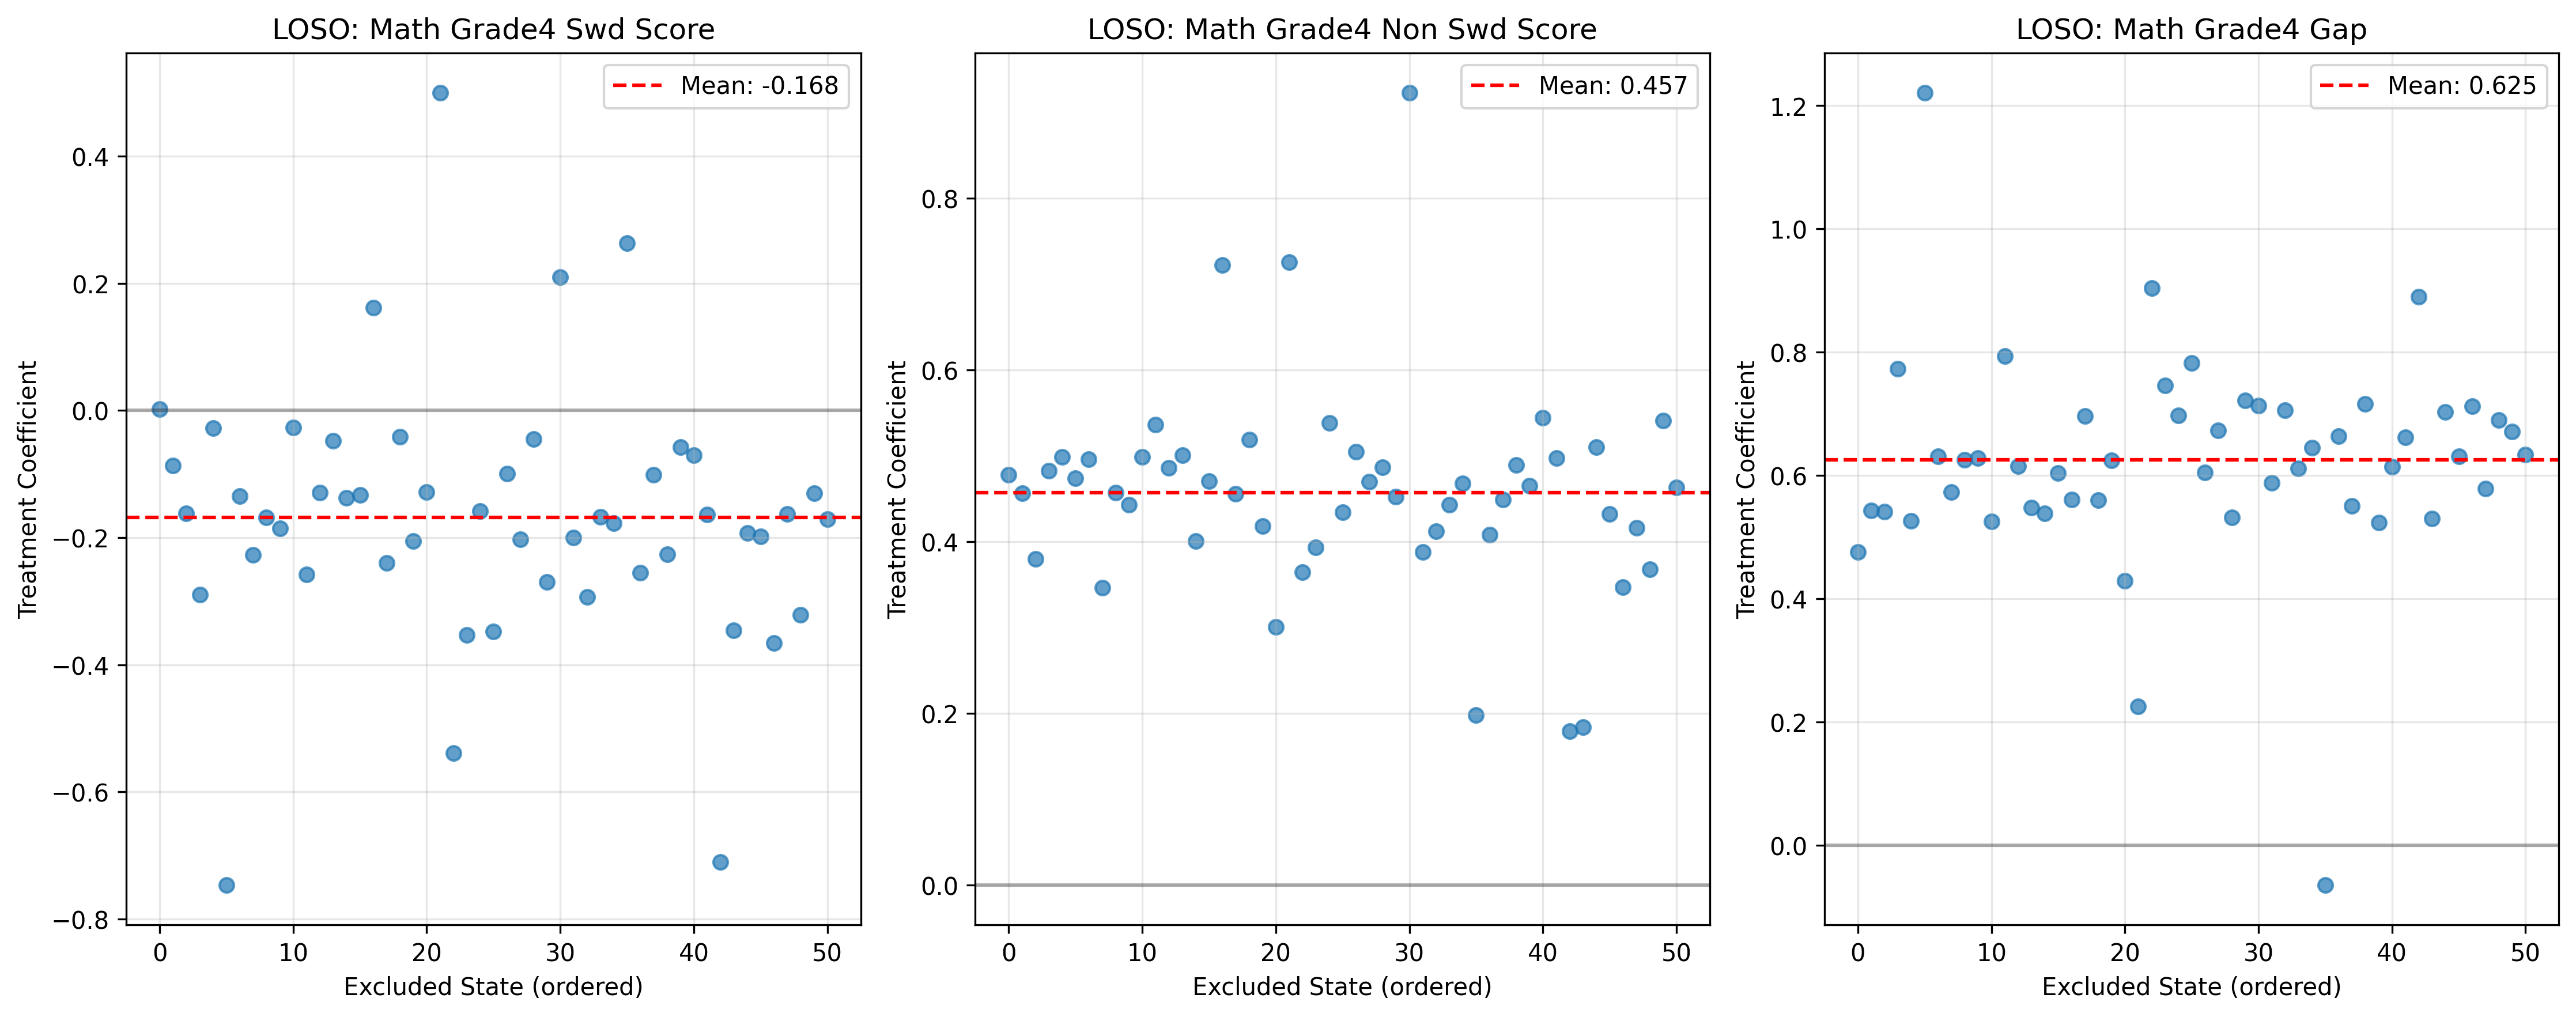 LOSO: Math Grade4 Swd Score
Mean: -0.168
Treatment Coefficient
0.4
0.2
0.0
−0.2
−0.4
−0.6
−0.8
0 10 20 30 40 50
Excluded State (ordered)
LOSO: Math Grade4 Non Swd Score
Mean: 0.457
Treatment Coefficient
0.8
0.6
0.4
0.2
0.0
0 10 20 30 40 50
Excluded State (ordered)
LOSO: Math Grade4 Gap
Mean: 0.625
Treatment Coefficient
1.2
1.0
0.8
0.6
0.4
0.2
0.0
0 10 20 30 40 50
Excluded State (ordered)